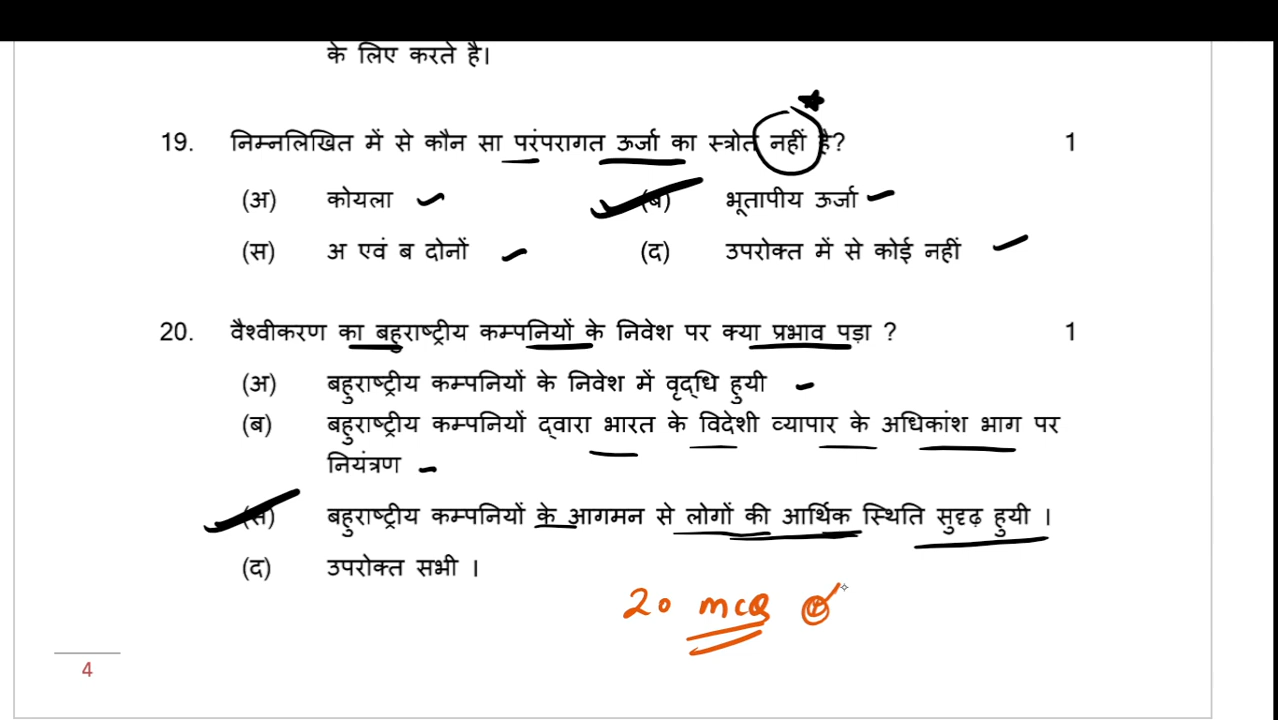 के लिए करते है।
19. निम्नलिखित में से कौन सा परंपरागत ऊर्जा का स्त्रोत नहीं है? 1
(अ) कोयला (ब) भूतापीय ऊर्जा
(स) अ एवं ब दोनों (द) उपरोक्त में से कोई नहीं
20. वैश्वीकरण का बहुराष्ट्रीय कम्पनियों के निवेश पर क्या प्रभाव पड़ा ? 1
(अ) बहुराष्ट्रीय कम्पनियों के निवेश में वृद्धि हुयी
(ब) बहुराष्ट्रीय कम्पनियों द्वारा भारत के विदेशी व्यापार के अधिकांश भाग पर
नियंत्रण
(स) बहुराष्ट्रीय कम्पनियों के आगमन से लोगों की आर्थिक स्थिति सुदृढ़ हुयी ।
(द) उपरोक्त सभी ।
20 mcq
4